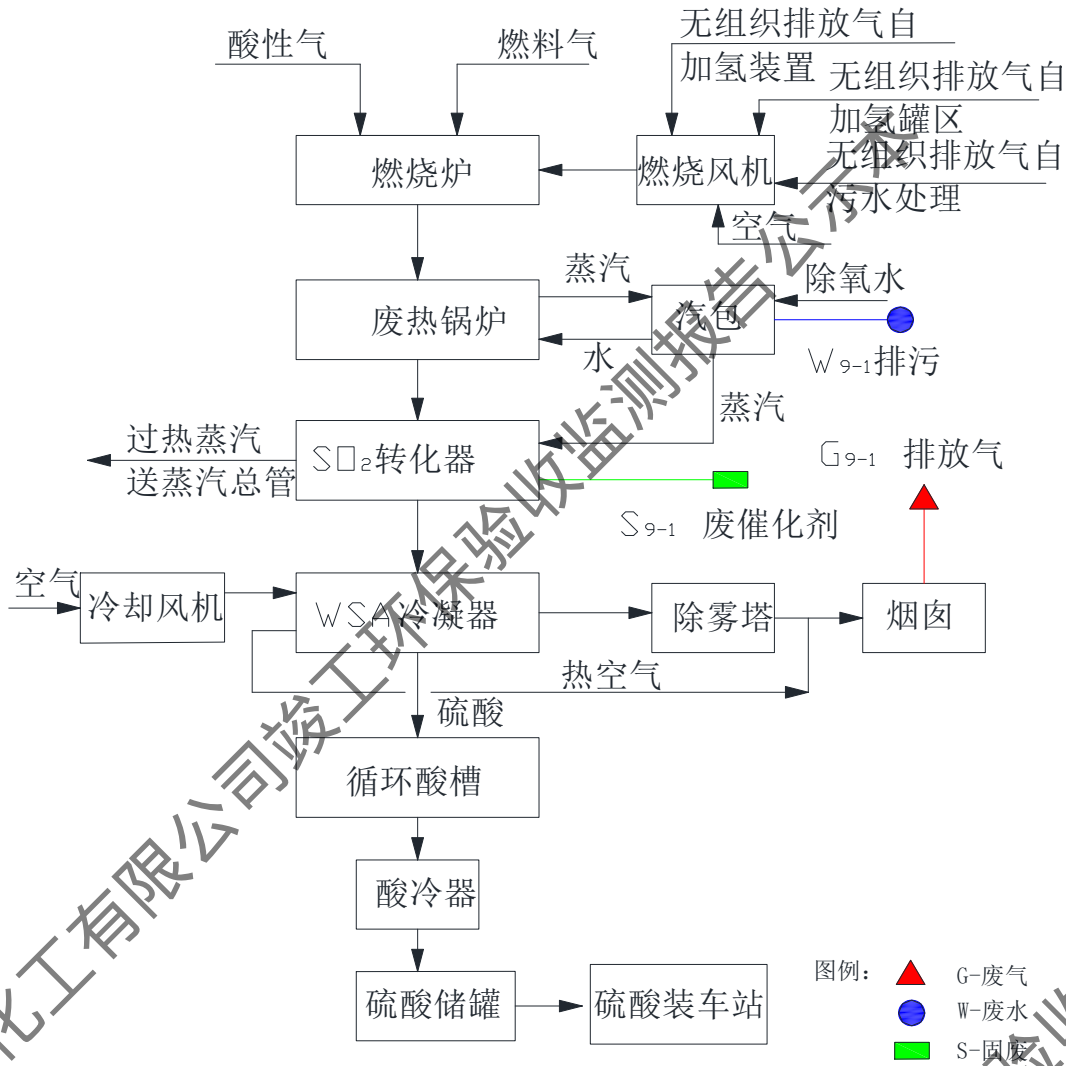 酸性气
燃料气
无组织排放气自
加氢装置
无组织排放气自
加氢罐区
无组织排放气自
污水处理
燃烧炉
燃烧风机
空气
蒸汽
除氧水
废热锅炉
汽包
水
W9-1排污
蒸汽
过热蒸汽
送蒸汽总管
SO₂转化器
G9-1 排放气
S9-1 废催化剂
空气
冷却风机
WSA冷凝器
除雾塔
烟囱
热空气
硫酸
循环酸槽
酸冷器
硫酸储罐
硫酸装车站
图例:
G-废气
W-废水
S-固废
化工有限公司竣工环保验收监测报告公示本
验收